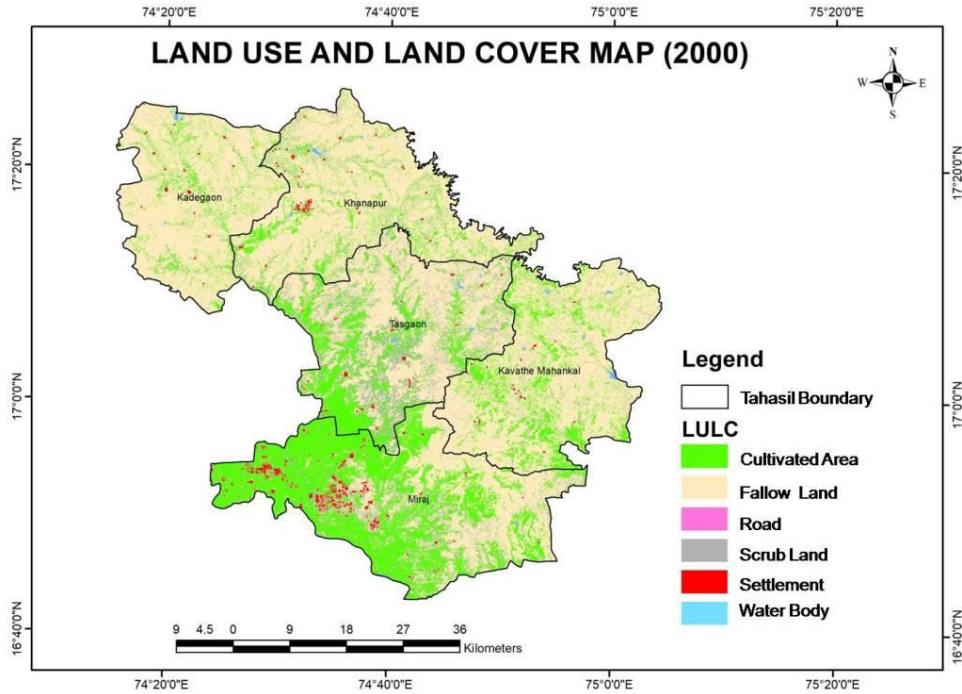 74°20'0"E 74°40'0"E 75°0'0"E 75°20'0"E
LAND USE AND LAND COVER MAP (2000)
N
W E
S
17°20'0"N 17°20'0"N
Kadegaon
Khanapur
Tasgaon
Kavathe Mahankal
Legend
Tahasil Boundary
17°0'0"N 17°0'0"N
LULC
Cultivated Area
Fallow Land
Miraj
Road
Scrub Land
Settlement
Water Body
16°40'0"N 16°40'0"N
9 4.5 0 9 18 27 36
Kilometers
74°20'0"E 74°40'0"E 75°0'0"E 75°20'0"E